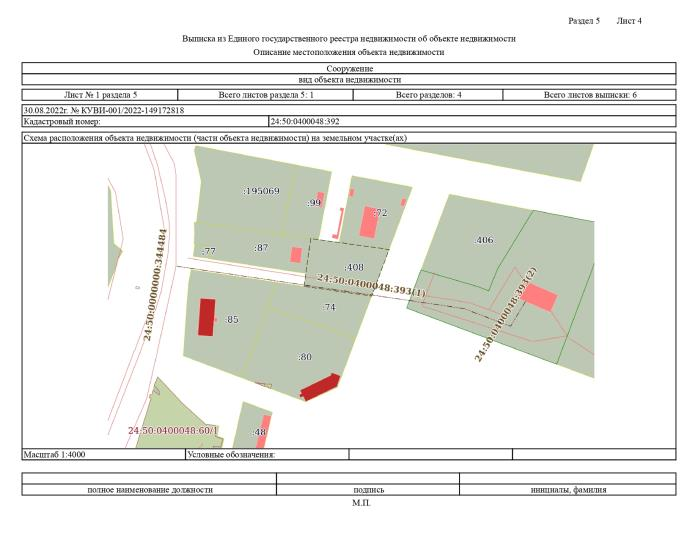 Раздел 5 Лист 4
Выписка из Единого государственного реестра недвижимости об объекте недвижимости
Описание местоположения объекта недвижимости
Сооружение
вид объекта недвижимости
Лист № 1 раздела 5 Всего листов раздела 5: 1 Всего разделов: 4 Всего листов выписки: 6
30.08.2022г. № КУВИ-001/2022-149172818
Кадастровый номер: 24:50:0400048:392
Схема расположения объекта недвижимости (части объекта недвижимости) на земельном участке(ах)
:195069
:99
:72
:406
:77
:87
:408
24:50:0000000:344484
24:50:0400048:393(1)
24:50:0400048:393(2)
:74
:85
:80
24:50:0400048:60/1
:48
Масштаб 1:4000 Условные обозначения:
полное наименование должности подпись инициалы, фамилия
М.П.